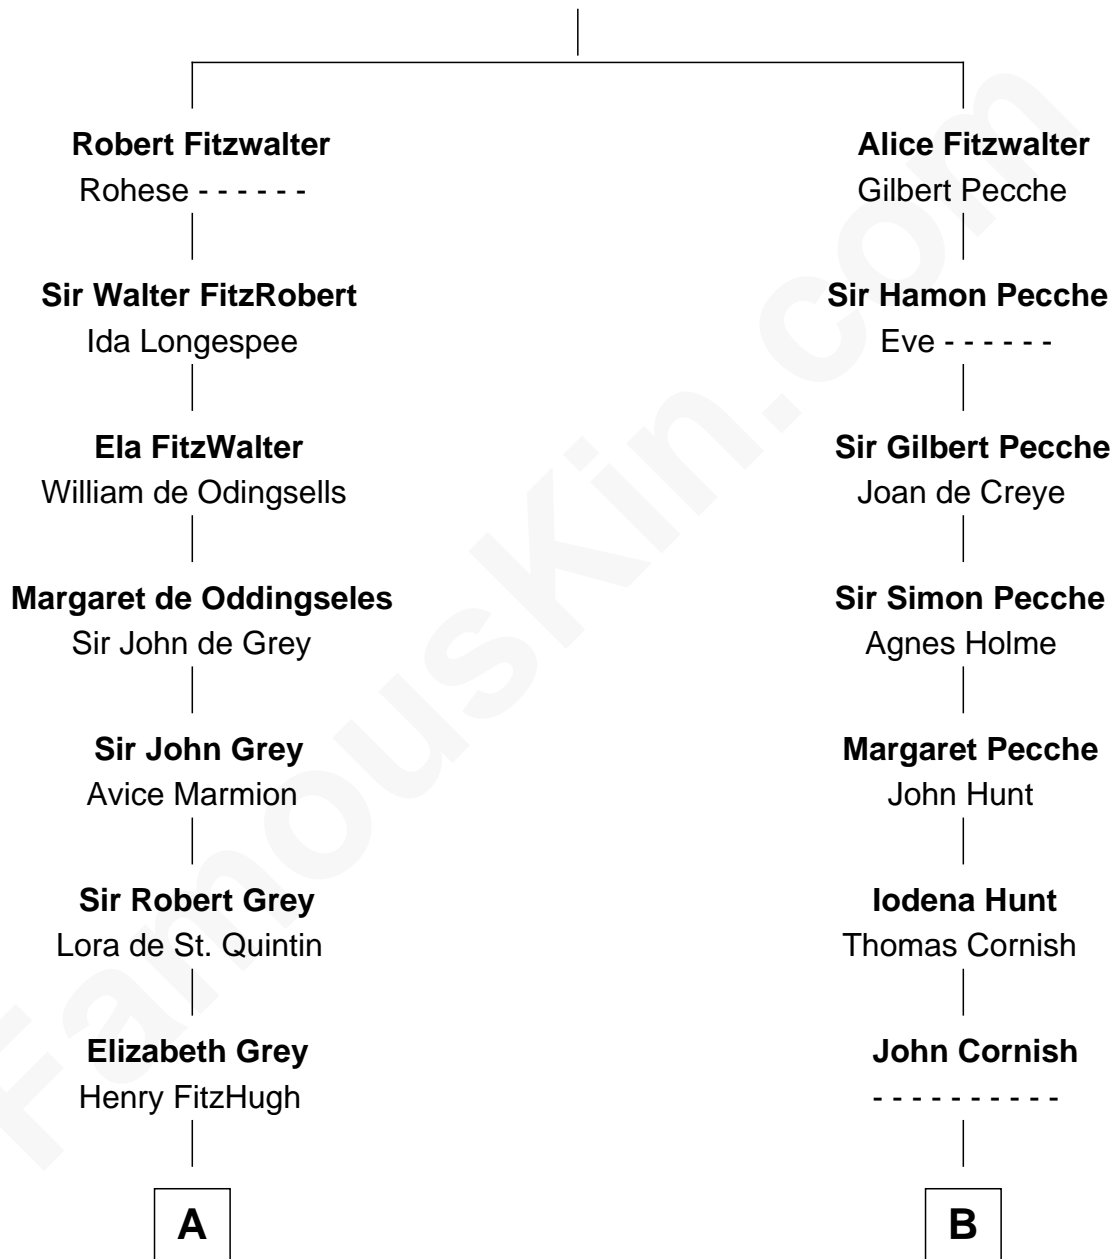 Robert Fitzwalter
Rohese - - - - - -
Sir Walter FitzRobert
Ida Longespee
Ela FitzWalter
William de Odingsells
Margaret de Oddingseles
Sir John de Grey
Sir John Grey
Avice Marmion
Sir Robert Grey
Lora de St. Quintin
Elizabeth Grey
Henry FitzHugh
A
Alice Fitzwalter
Gilbert Pecche
Sir Hamon Pecche
Eve - - - - - -
Sir Gilbert Pecche
Joan de Creye
Sir Simon Pecche
Agnes Holme
Margaret Pecche
John Hunt
Iodena Hunt
Thomas Cornish
John Cornish
- - - - - - - - - -
B
FamousKin.com